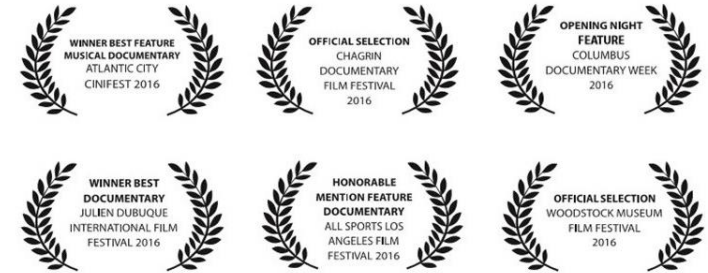 WINNER BEST FEATURE
MUSICAL DOCUMENTARY
ATLANTIC CITY
CINIFEST 2016
OFFICIAL SELECTION
CHAGRIN
DOCUMENTARY
FILM FESTIVAL
2016
OPENING NIGHT
FEATURE
COLUMBUS
DOCUMENTARY WEEK
2016
WINNER BEST
DOCUMENTARY
JULIEN DUBUQUE
INTERNATIONAL FILM
FESTIVAL 2016
HONORABLE
MENTION FEATURE
DOCUMENTARY
ALL SPORTS LOS
ANGELES FILM
FESTIVAL 2016
OFFICIAL SELECTION
WOODSTOCK MUSEUM
FILM FESTIVAL
2016